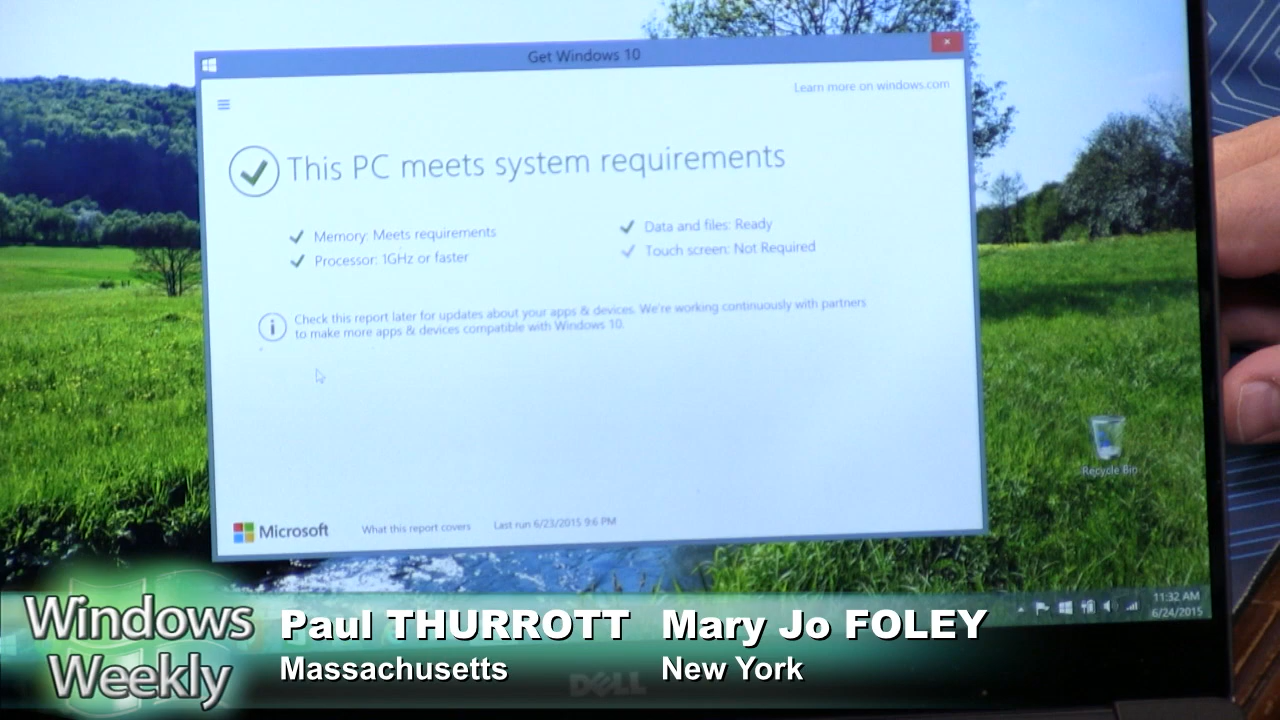 Get Windows 10
Learn more on windows.com
This PC meets system requirements
Memory: Meets requirements
Processor: 1GHz or faster
Data and files: Ready
Touch screen: Not Required
Check this report later for updates about your apps & devices. We're working continuously with partners
to make more apps & devices compatible with Windows 10.
Microsoft
What this report covers
Last run 6/23/2015 9:6 PM
Recycle Bin
11:32 AM
6/24/2015
Windows
Weekly
Paul THURROTT
Massachusetts
Mary Jo FOLEY
New York
DELL